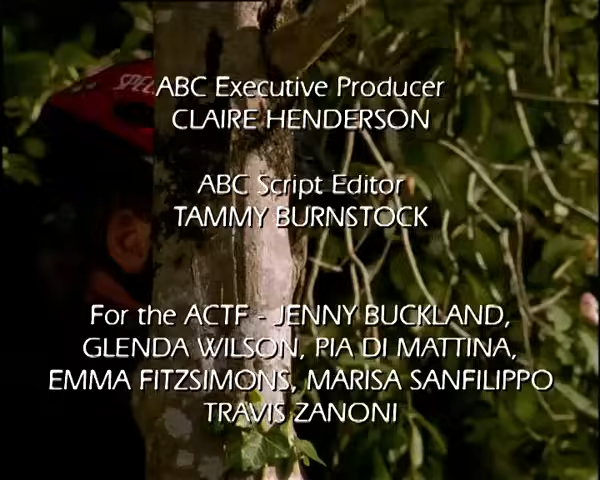 ABC Executive Producer
CLAIRE HENDERSON
ABC Script Editor
TAMMY BURNSTOCK
For the ACTF - JENNY BUCKLAND,
GLENDA WILSON, PIA DI MATTINA,
EMMA FITZSIMONS, MARISA SANFILIPPO
TRAVIS ZANONI